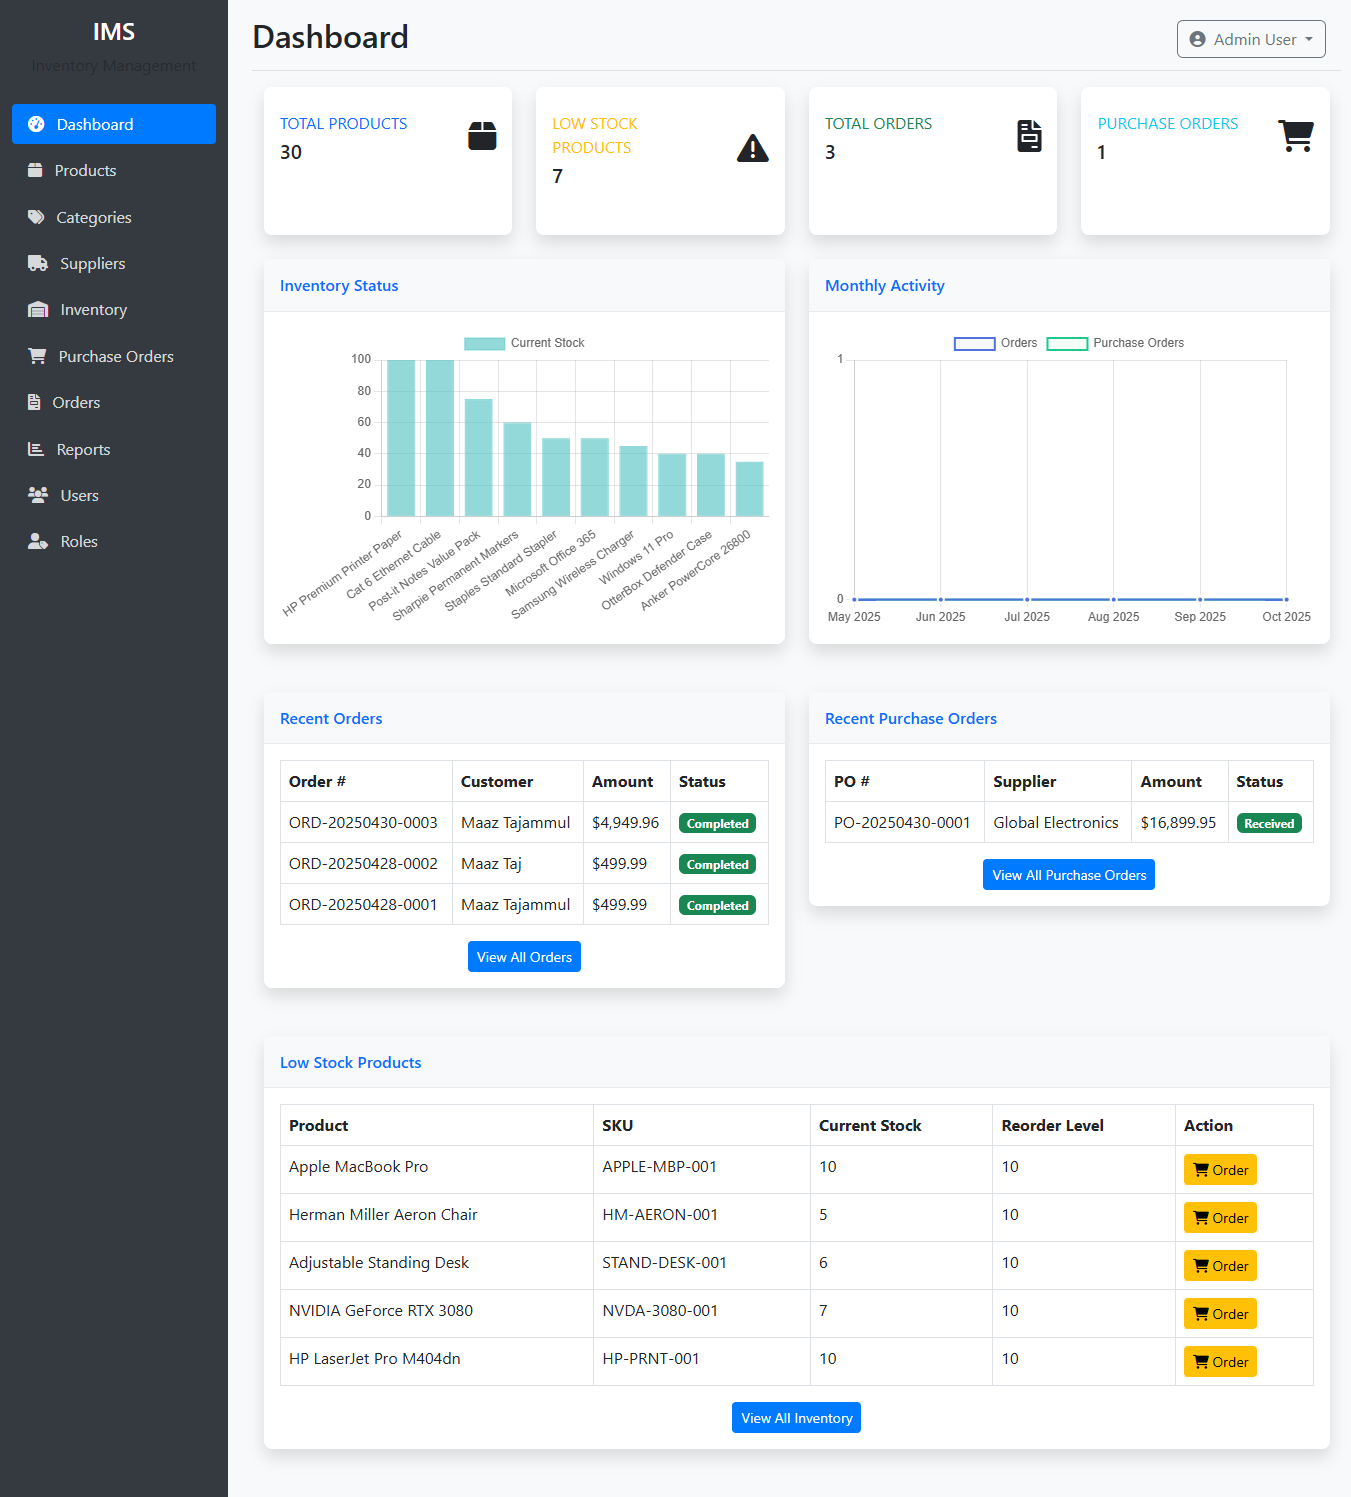 IMS
Inventory Management
Dashboard
Products
Categories
Suppliers
Inventory
Purchase Orders
Orders
Reports
Users
Roles
Dashboard
Admin User
TOTAL PRODUCTS
30
LOW STOCK
PRODUCTS
7
TOTAL ORDERS
3
PURCHASE ORDERS
1
Inventory Status
Current Stock
100
80
60
40
20
0
HP Premium Printer Paper
Cat 6 Ethernet Cable
Post-it Notes Value Pack
Sharpie Permanent Markers
Staples Standard Stapler
Microsoft Office 365
Samsung Wireless Charger
Windows 11 Pro
OtterBox Defender Case
Anker PowerCore 26800
Monthly Activity
Orders Purchase Orders
1
0
May 2025 Jun 2025 Jul 2025 Aug 2025 Sep 2025 Oct 2025
Recent Orders
Order # Customer Amount Status
ORD-20250430-0003 Maaz Tajammul $4,949.96 Completed
ORD-20250428-0002 Maaz Taj $499.99 Completed
ORD-20250428-0001 Maaz Tajammul $499.99 Completed
View All Orders
Recent Purchase Orders
PO # Supplier Amount Status
PO-20250430-0001 Global Electronics $16,899.95 Received
View All Purchase Orders
Low Stock Products
Product SKU Current Stock Reorder Level Action
Apple MacBook Pro APPLE-MBP-001 10 10 Order
Herman Miller Aeron Chair HM-AERON-001 5 10 Order
Adjustable Standing Desk STAND-DESK-001 6 10 Order
NVIDIA GeForce RTX 3080 NVDA-3080-001 7 10 Order
HP LaserJet Pro M404dn HP-PRNT-001 10 10 Order
View All Inventory